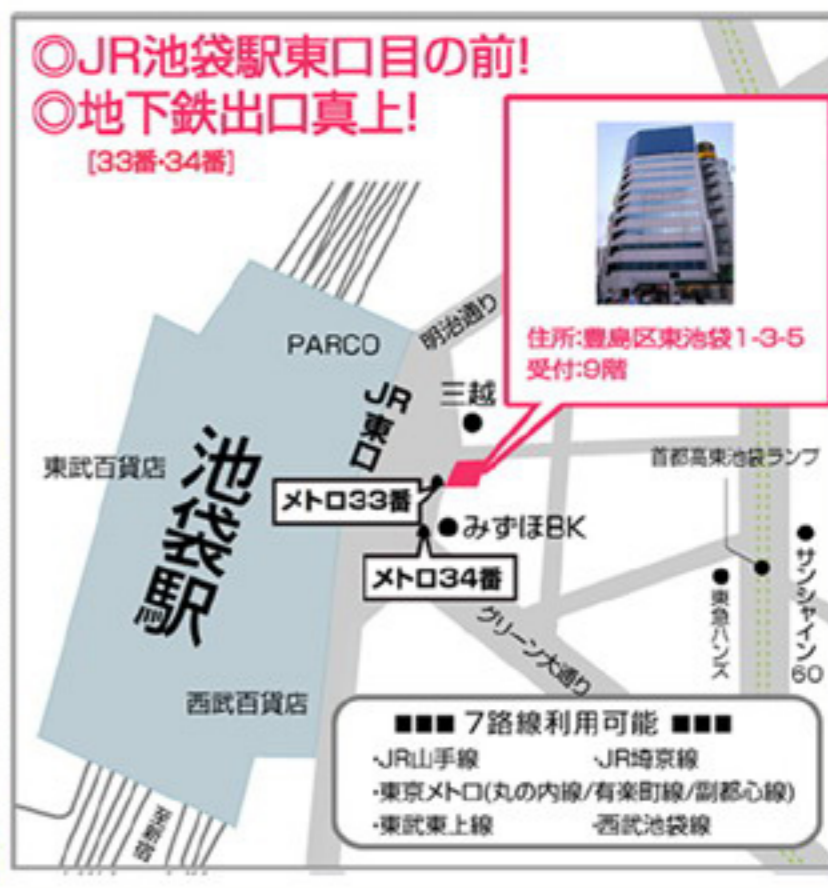 ◎JR池袋駅東口目の前!
◎地下鉄出口真上!
[33番・34番]
住所:豊島区東池袋1-3-5
受付:9階
明治通り
PARCO
JR東口
三越
東武百貨店
池袋駅
首都高東池袋ランプ
メトロ33番
みずほBK
メトロ34番
サンシャイン60
東急ハンズ
グリーン大通り
西武百貨店
■■■ 7路線利用可能 ■■■
・JR山手線 ・JR埼京線
・東京メトロ(丸の内線/有楽町線/副都心線)
・東武東上線 ・西武池袋線
至新宿